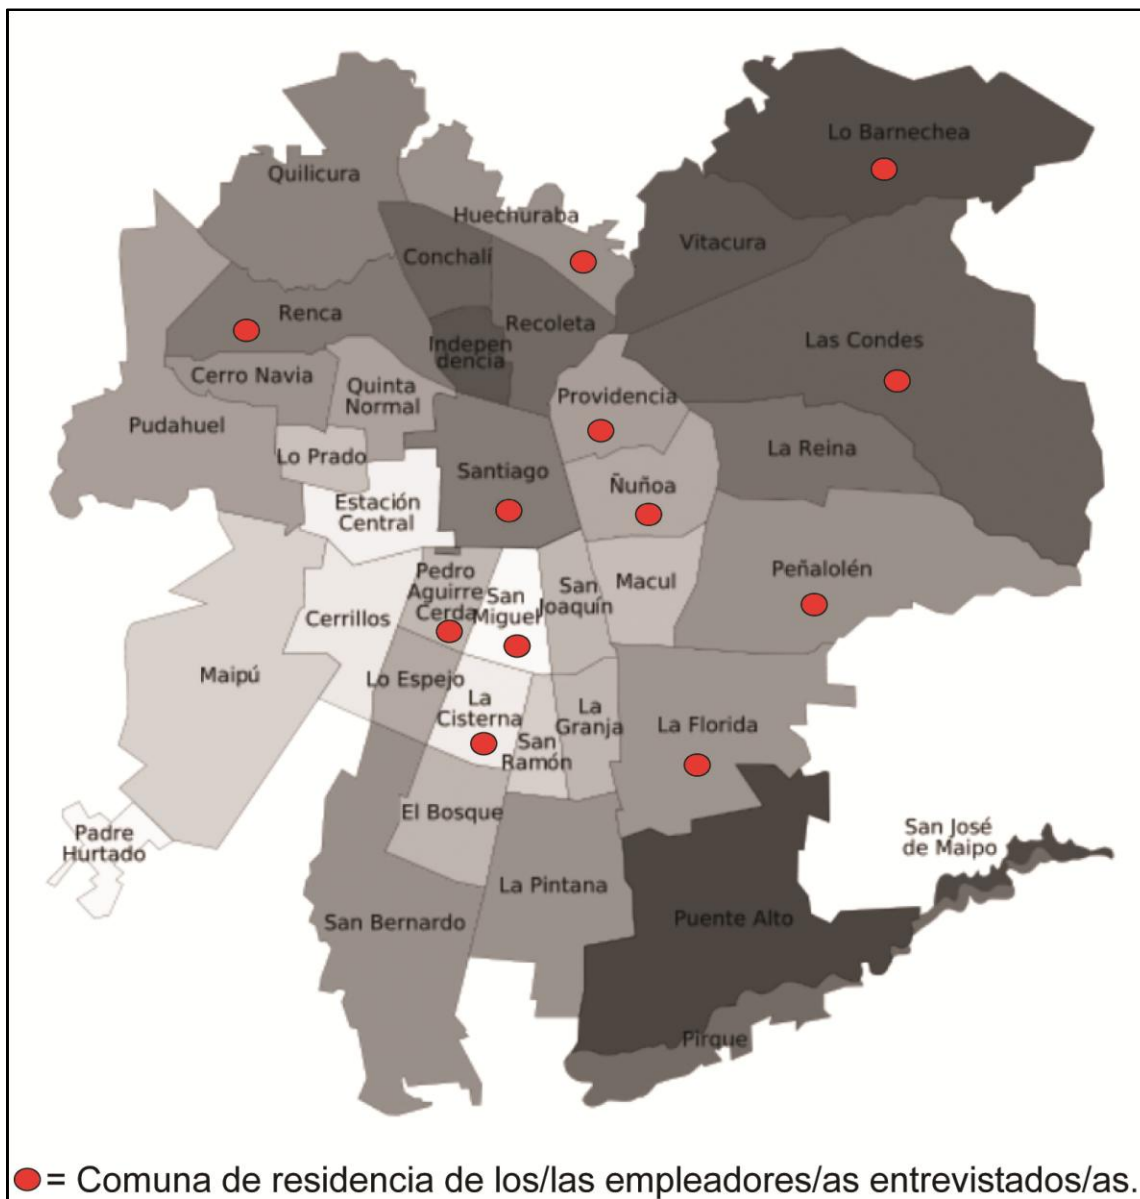 Lo Barnechea
Quilicura
Huechuraba
Vitacura
Conchalí
Renca
Recoleta
Indepen
dencia
Las Condes
Cerro Navia
Quinta
Normal
Providencia
Pudahuel
Lo Prado
Santiago
La Reina
Ñuñoa
Estación
Central
Pedro
Aguirre
Cerda
San
Miguel
San
Joaquín
Macul
Peñalolén
Cerrillos
Maipú
Lo Espejo
La
Cisterna
San
Ramón
La
Granja
La Florida
El Bosque
Padre
Hurtado
San José
de Maipo
La Pintana
San Bernardo
Puente Alto
Pirque
= Comuna de residencia de los/las empleadores/as entrevistados/as.